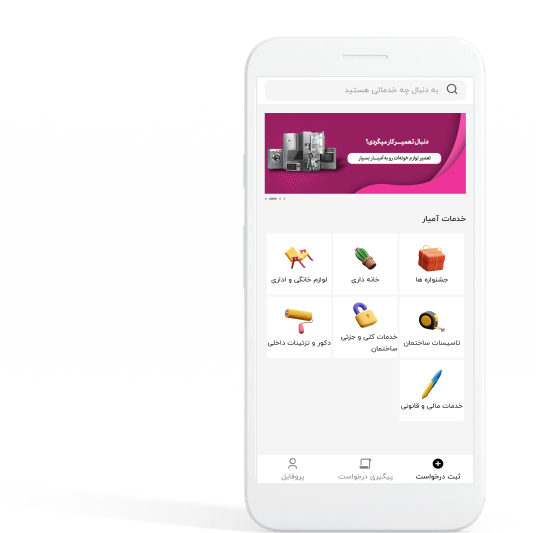 به دنبال چه خدماتی هستید
دنبال تعمیرکار میگردی؟
تعمیر لوازم خونه‌ات رو به آمیار بسپار
خدمات آمیار
جشنواره ها
خانه داری
لوازم خانگی و اداری
تاسیسات ساختمان
خدمات کلی و جزئی
ساختمان
دکور و تزئینات داخلی
خدمات مالی و قانونی
ثبت درخواست
پیگیری درخواست
پروفایل